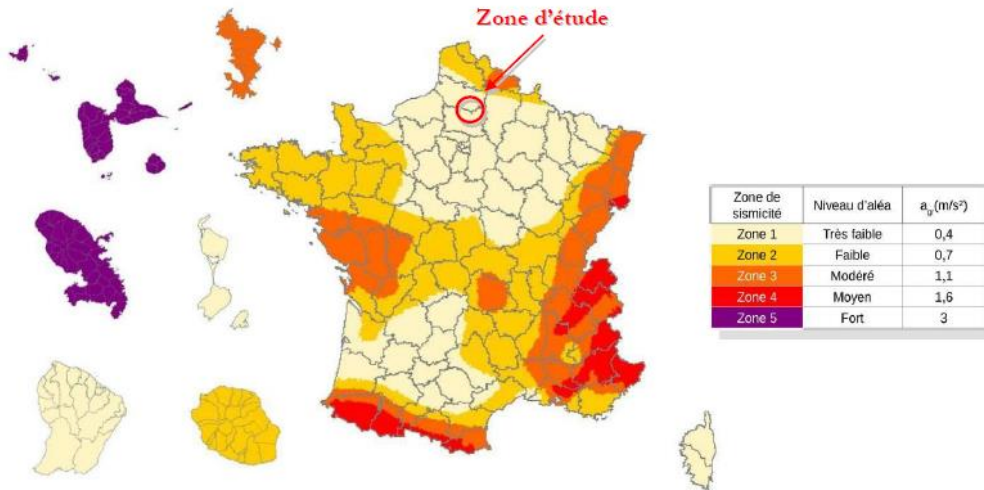 Zone d'étude
Zone de sismicité Niveau d'aléa agr(m/s²)
Zone 1 Très faible 0,4
Zone 2 Faible 0,7
Zone 3 Modéré 1,1
Zone 4 Moyen 1,6
Zone 5 Fort 3